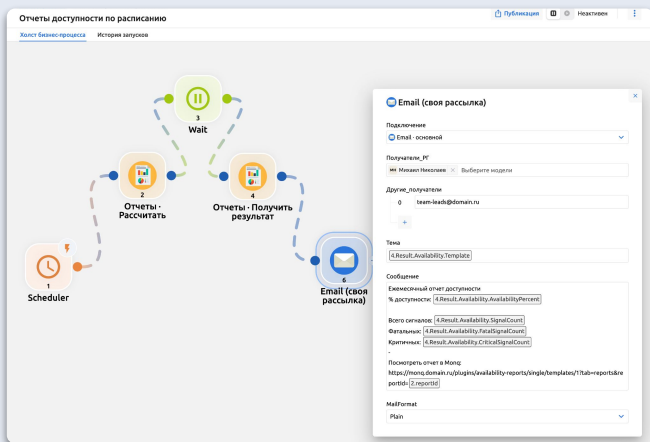 Отчеты доступности по расписанию
Публикация
Неактивен
Холст бизнес-процесса
История запусков
3
Wait
2
Отчеты ·
Рассчитать
4
Отчеты · Получить
результат
1
Scheduler
6
Email (своя
рассылка)
Email (своя рассылка)
Подключение
Email - основной
Получатели_РГ
МН Михаил Николаев × Выберите модели
Другие_получатели
0 team-leads@domain.ru
+
Тема
4.Result.Availability.Template
Сообщение
Ежемесячный отчет доступности
% доступности: 4.Result.Availability.AvailabilityPercent
Всего сигналов: 4.Result.Availability.SignalCount
Фатальных: 4.Result.Availability.FatalSignalCount
Критичных: 4.Result.Availability.CriticalSignalCount
-
Посмотреть отчет в Monq:
https://monq.domain.ru/plugins/availability-reports/single/templates/1?tab=reports&re
portId= 2.reportId
MailFormat
Plain